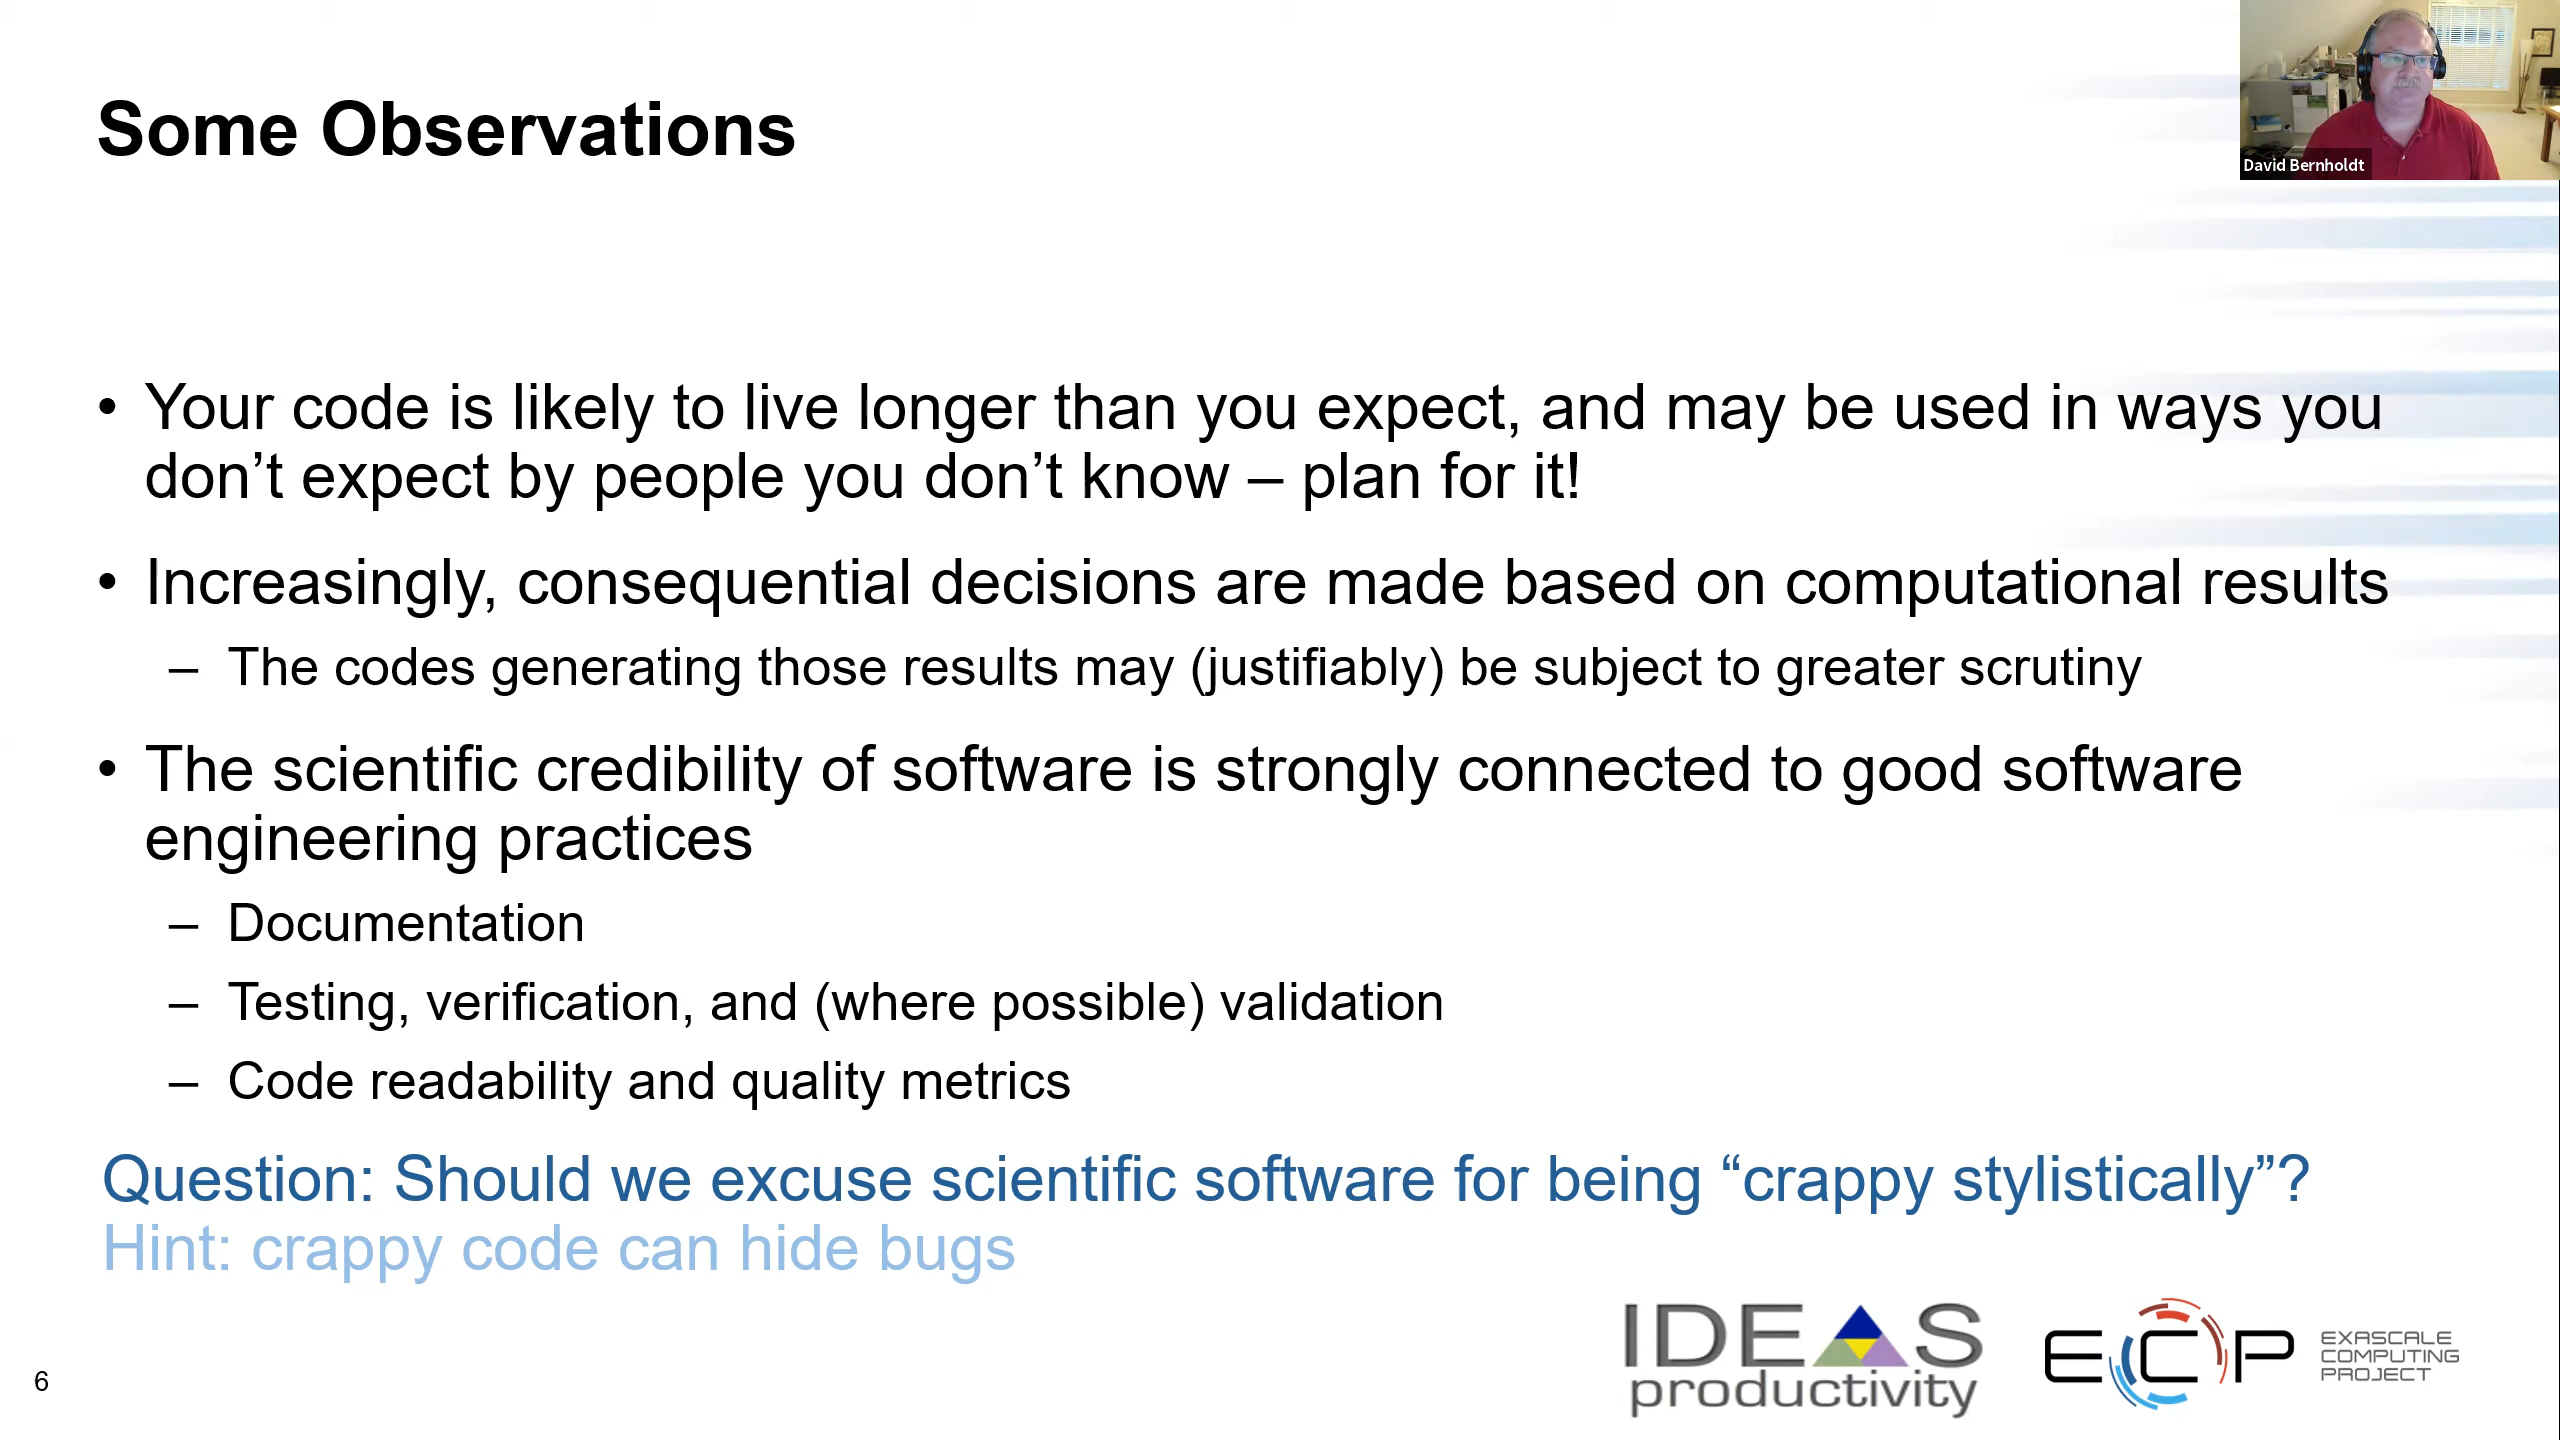 David Bernholdt
Some Observations
• Your code is likely to live longer than you expect, and may be used in ways you
don’t expect by people you don’t know – plan for it!
• Increasingly, consequential decisions are made based on computational results
– The codes generating those results may (justifiably) be subject to greater scrutiny
• The scientific credibility of software is strongly connected to good software
engineering practices
– Documentation
– Testing, verification, and (where possible) validation
– Code readability and quality metrics
Question: Should we excuse scientific software for being “crappy stylistically”?
Hint: crappy code can hide bugs
IDEAS
productivity
ECP
EXASCALE
COMPUTING
PROJECT
6